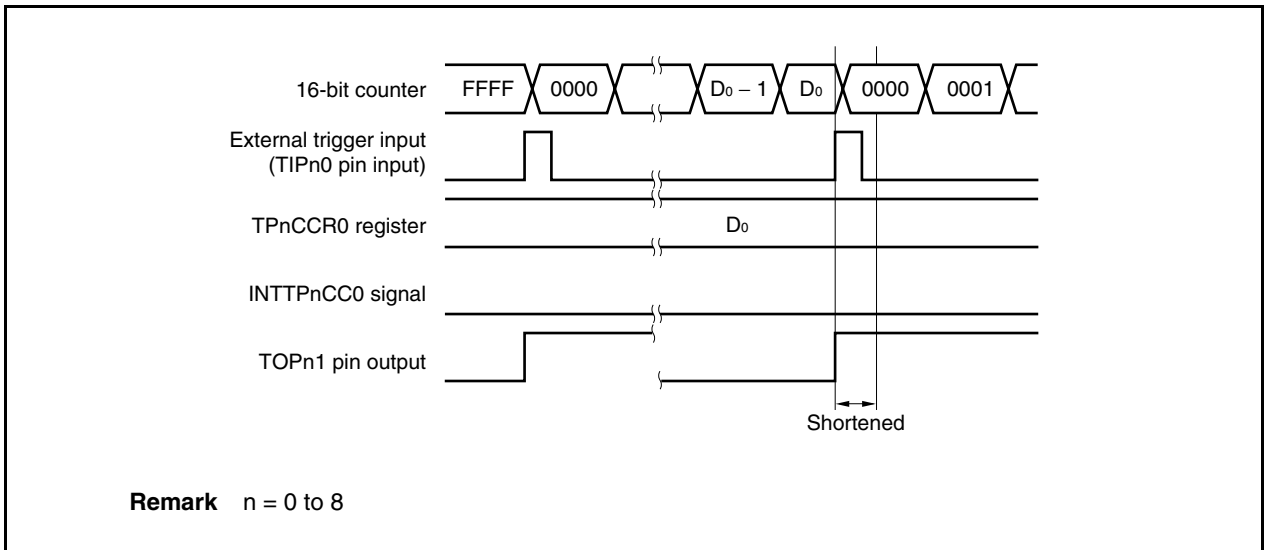 16-bit counter FFFF 0000 D0 − 1 D0 0000 0001
External trigger input
(TIPn0 pin input)
TPnCCR0 register D0
INTTPnCC0 signal
TOPn1 pin output
Shortened
Remark n = 0 to 8